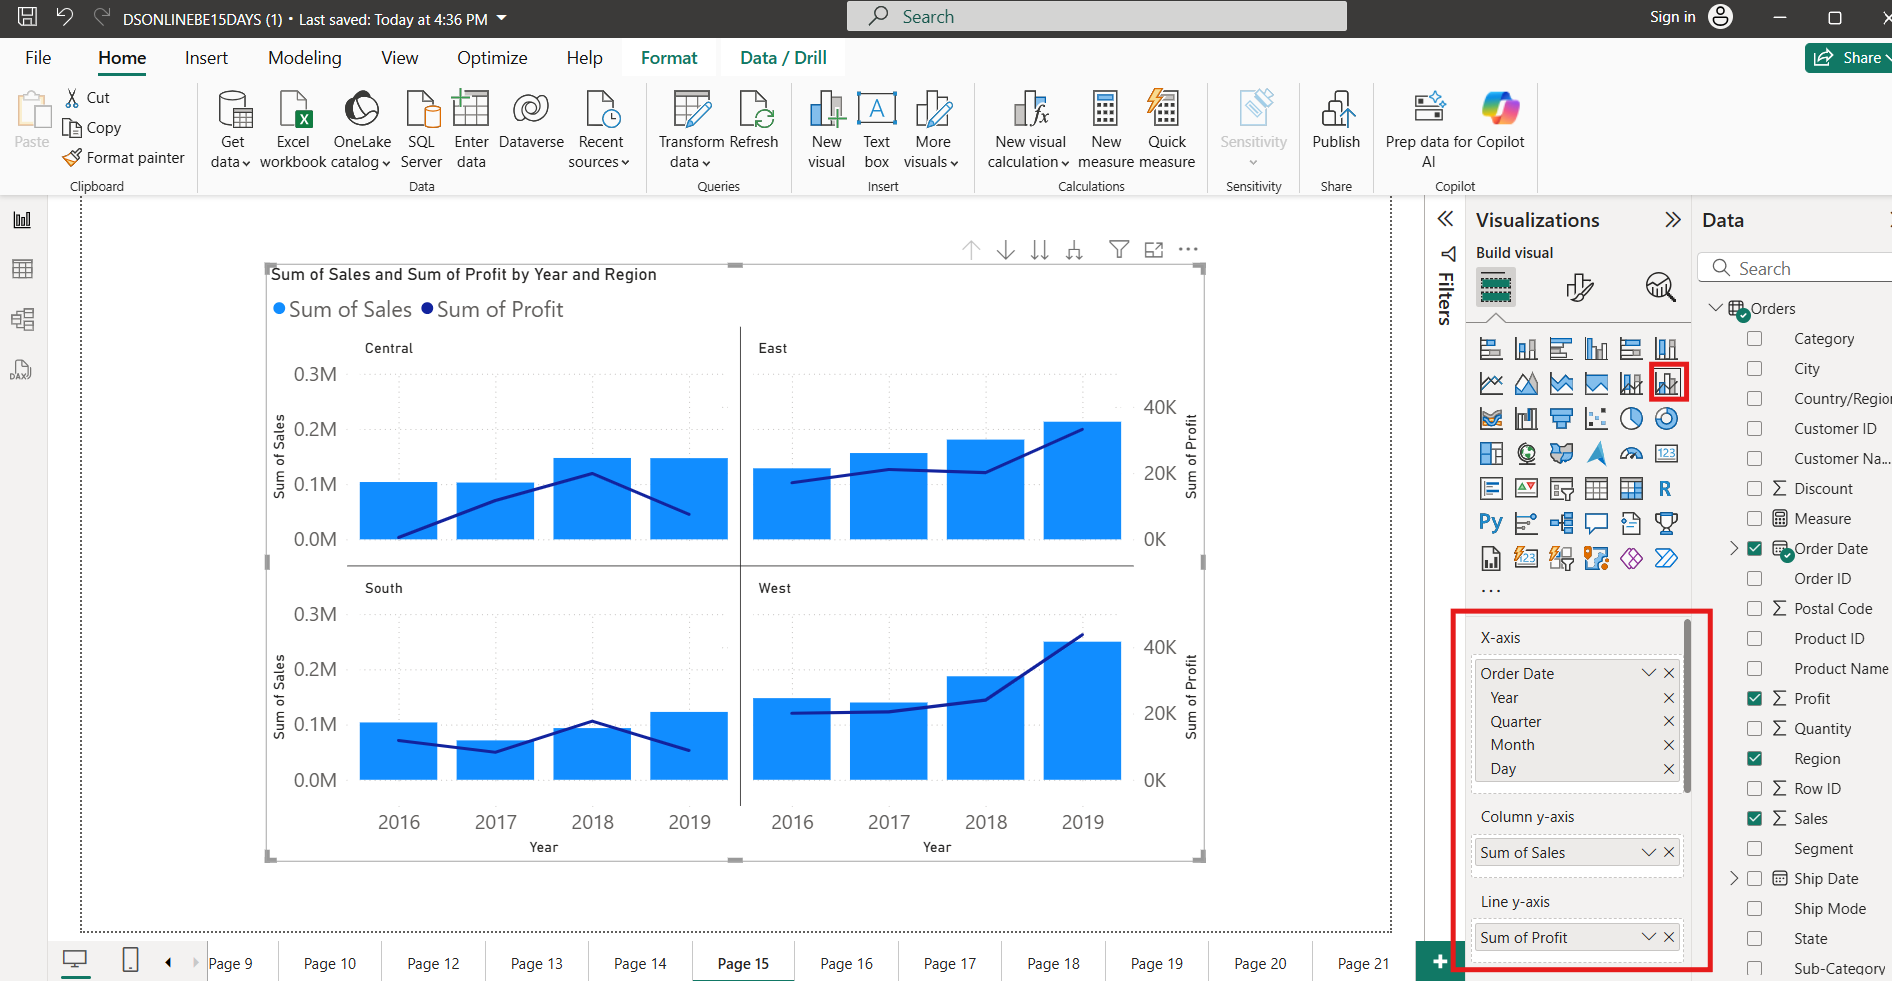 DSONLINEBE15DAYS (1) • Last saved: Today at 4:36 PM
Search
Sign in
File
Home
Insert
Modeling
View
Optimize
Help
Format
Data / Drill
Share
Paste
Cut
Copy
Format painter
Clipboard
Get data
Excel workbook
OneLake catalog
SQL Server
Enter data
Dataverse
Recent sources
Data
Transform data
Refresh
Queries
New visual
Text box
More visuals
Insert
New visual calculation
New measure
Quick measure
Calculations
Sensitivity
Sensitivity
Publish
Share
Prep data for AI
Copilot
Copilot
Sum of Sales and Sum of Profit by Year and Region
Sum of Sales
Sum of Profit
Central
East
0.3M
0.2M
0.1M
0.0M
Sum of Sales
40K
20K
0K
Sum of Profit
South
West
0.3M
0.2M
0.1M
0.0M
Sum of Sales
40K
20K
0K
Sum of Profit
2016
2017
2018
2019
2016
2017
2018
2019
Year
Year
Filters
Visualizations
Build visual
123
R
Py
123
X-axis
Order Date
Year
Quarter
Month
Day
Column y-axis
Sum of Sales
Line y-axis
Sum of Profit
Data
Search
Orders
Category
City
Country/Region
Customer ID
Customer Na...
Discount
Measure
Order Date
Order ID
Postal Code
Product ID
Product Name
Profit
Quantity
Region
Row ID
Sales
Segment
Ship Date
Ship Mode
State
Sub-Category
DAX
Page 9
Page 10
Page 12
Page 13
Page 14
Page 15
Page 16
Page 17
Page 18
Page 19
Page 20
Page 21